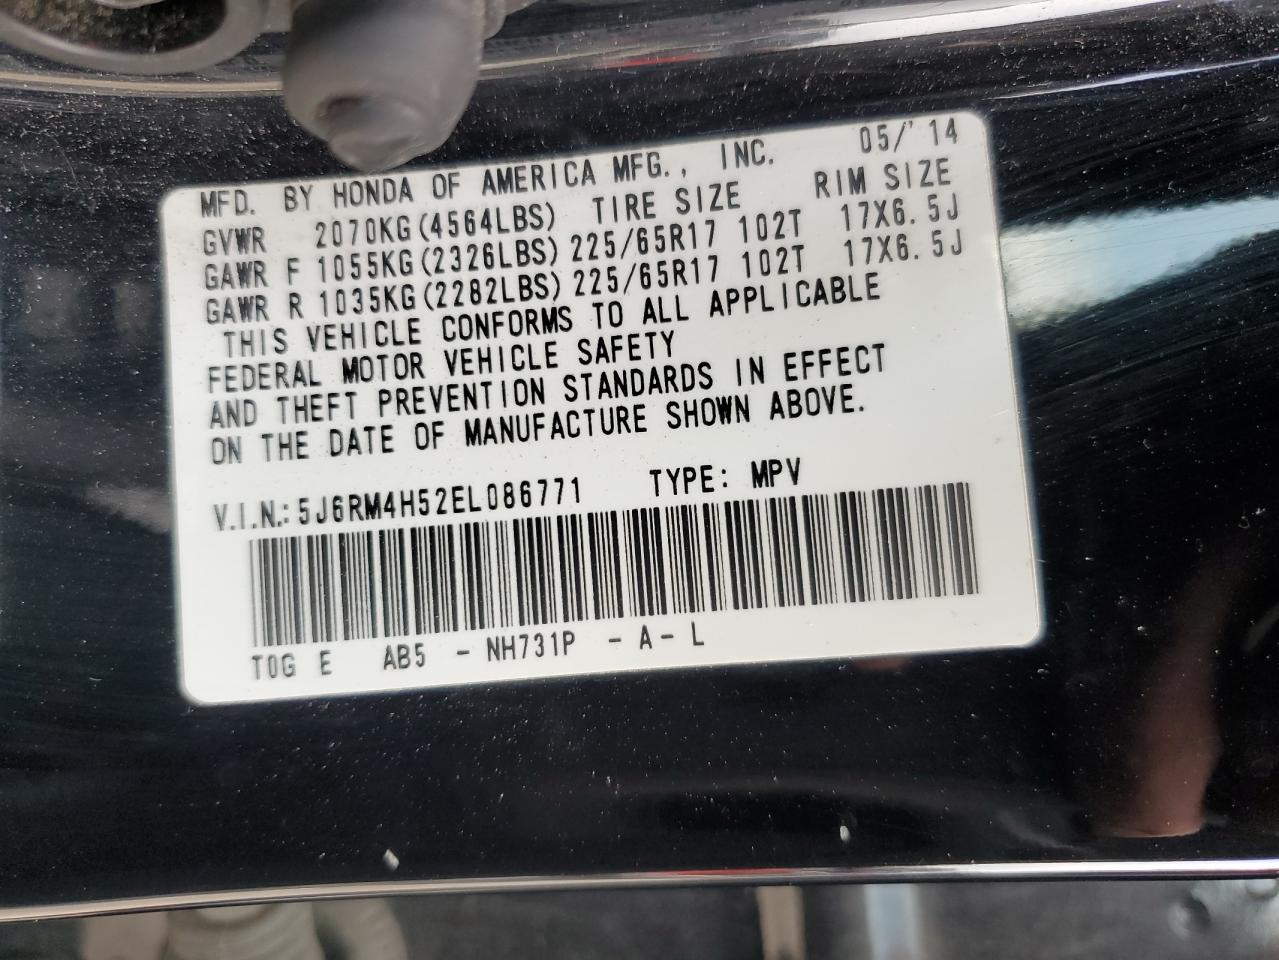 MFD. BY HONDA OF AMERICA MFG., INC. 05/'14
GVWR 2070KG(4564LBS) TIRE SIZE RIM SIZE
GAWR F 1055KG(2326LBS) 225/65R17 102T 17X6.5J
GAWR R 1035KG(2282LBS) 225/65R17 102T 17X6.5J
THIS VEHICLE CONFORMS TO ALL APPLICABLE
FEDERAL MOTOR VEHICLE SAFETY
AND THEFT PREVENTION STANDARDS IN EFFECT
ON THE DATE OF MANUFACTURE SHOWN ABOVE.
V.I.N.: 5J6RM4H52EL086771 TYPE: MPV
T0G E AB5 - NH731P - A - L